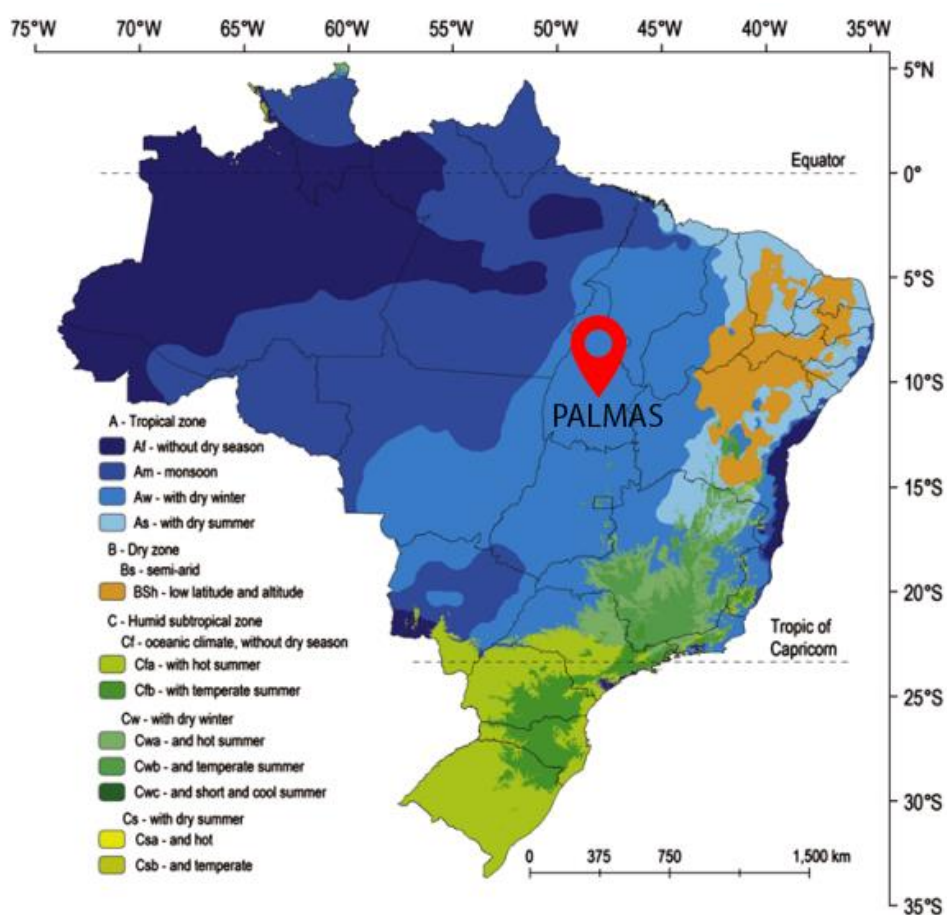 75°W 70°W 65°W 60°W 55°W 50°W 45°W 40°W 35°W
5°N
Equator
0°
5°S
10°S
PALMAS
A - Tropical zone
Af - without dry season
Am - monsoon
Aw - with dry winter
As - with dry summer
B - Dry zone
Bs - semi-arid
BSh - low latitude and altitude
C - Humid subtropical zone
Cf - oceanic climate, without dry season
Cfa - with hot summer
Cfb - with temperate summer
Cw - with dry winter
Cwa - and hot summer
Cwb - and temperate summer
Cwc - and short and cool summer
Cs - with dry summer
Csa - and hot
Csb - and temperate
15°S
20°S
Tropic of
Capricorn
25°S
30°S
0 375 750 1,500 km
35°S